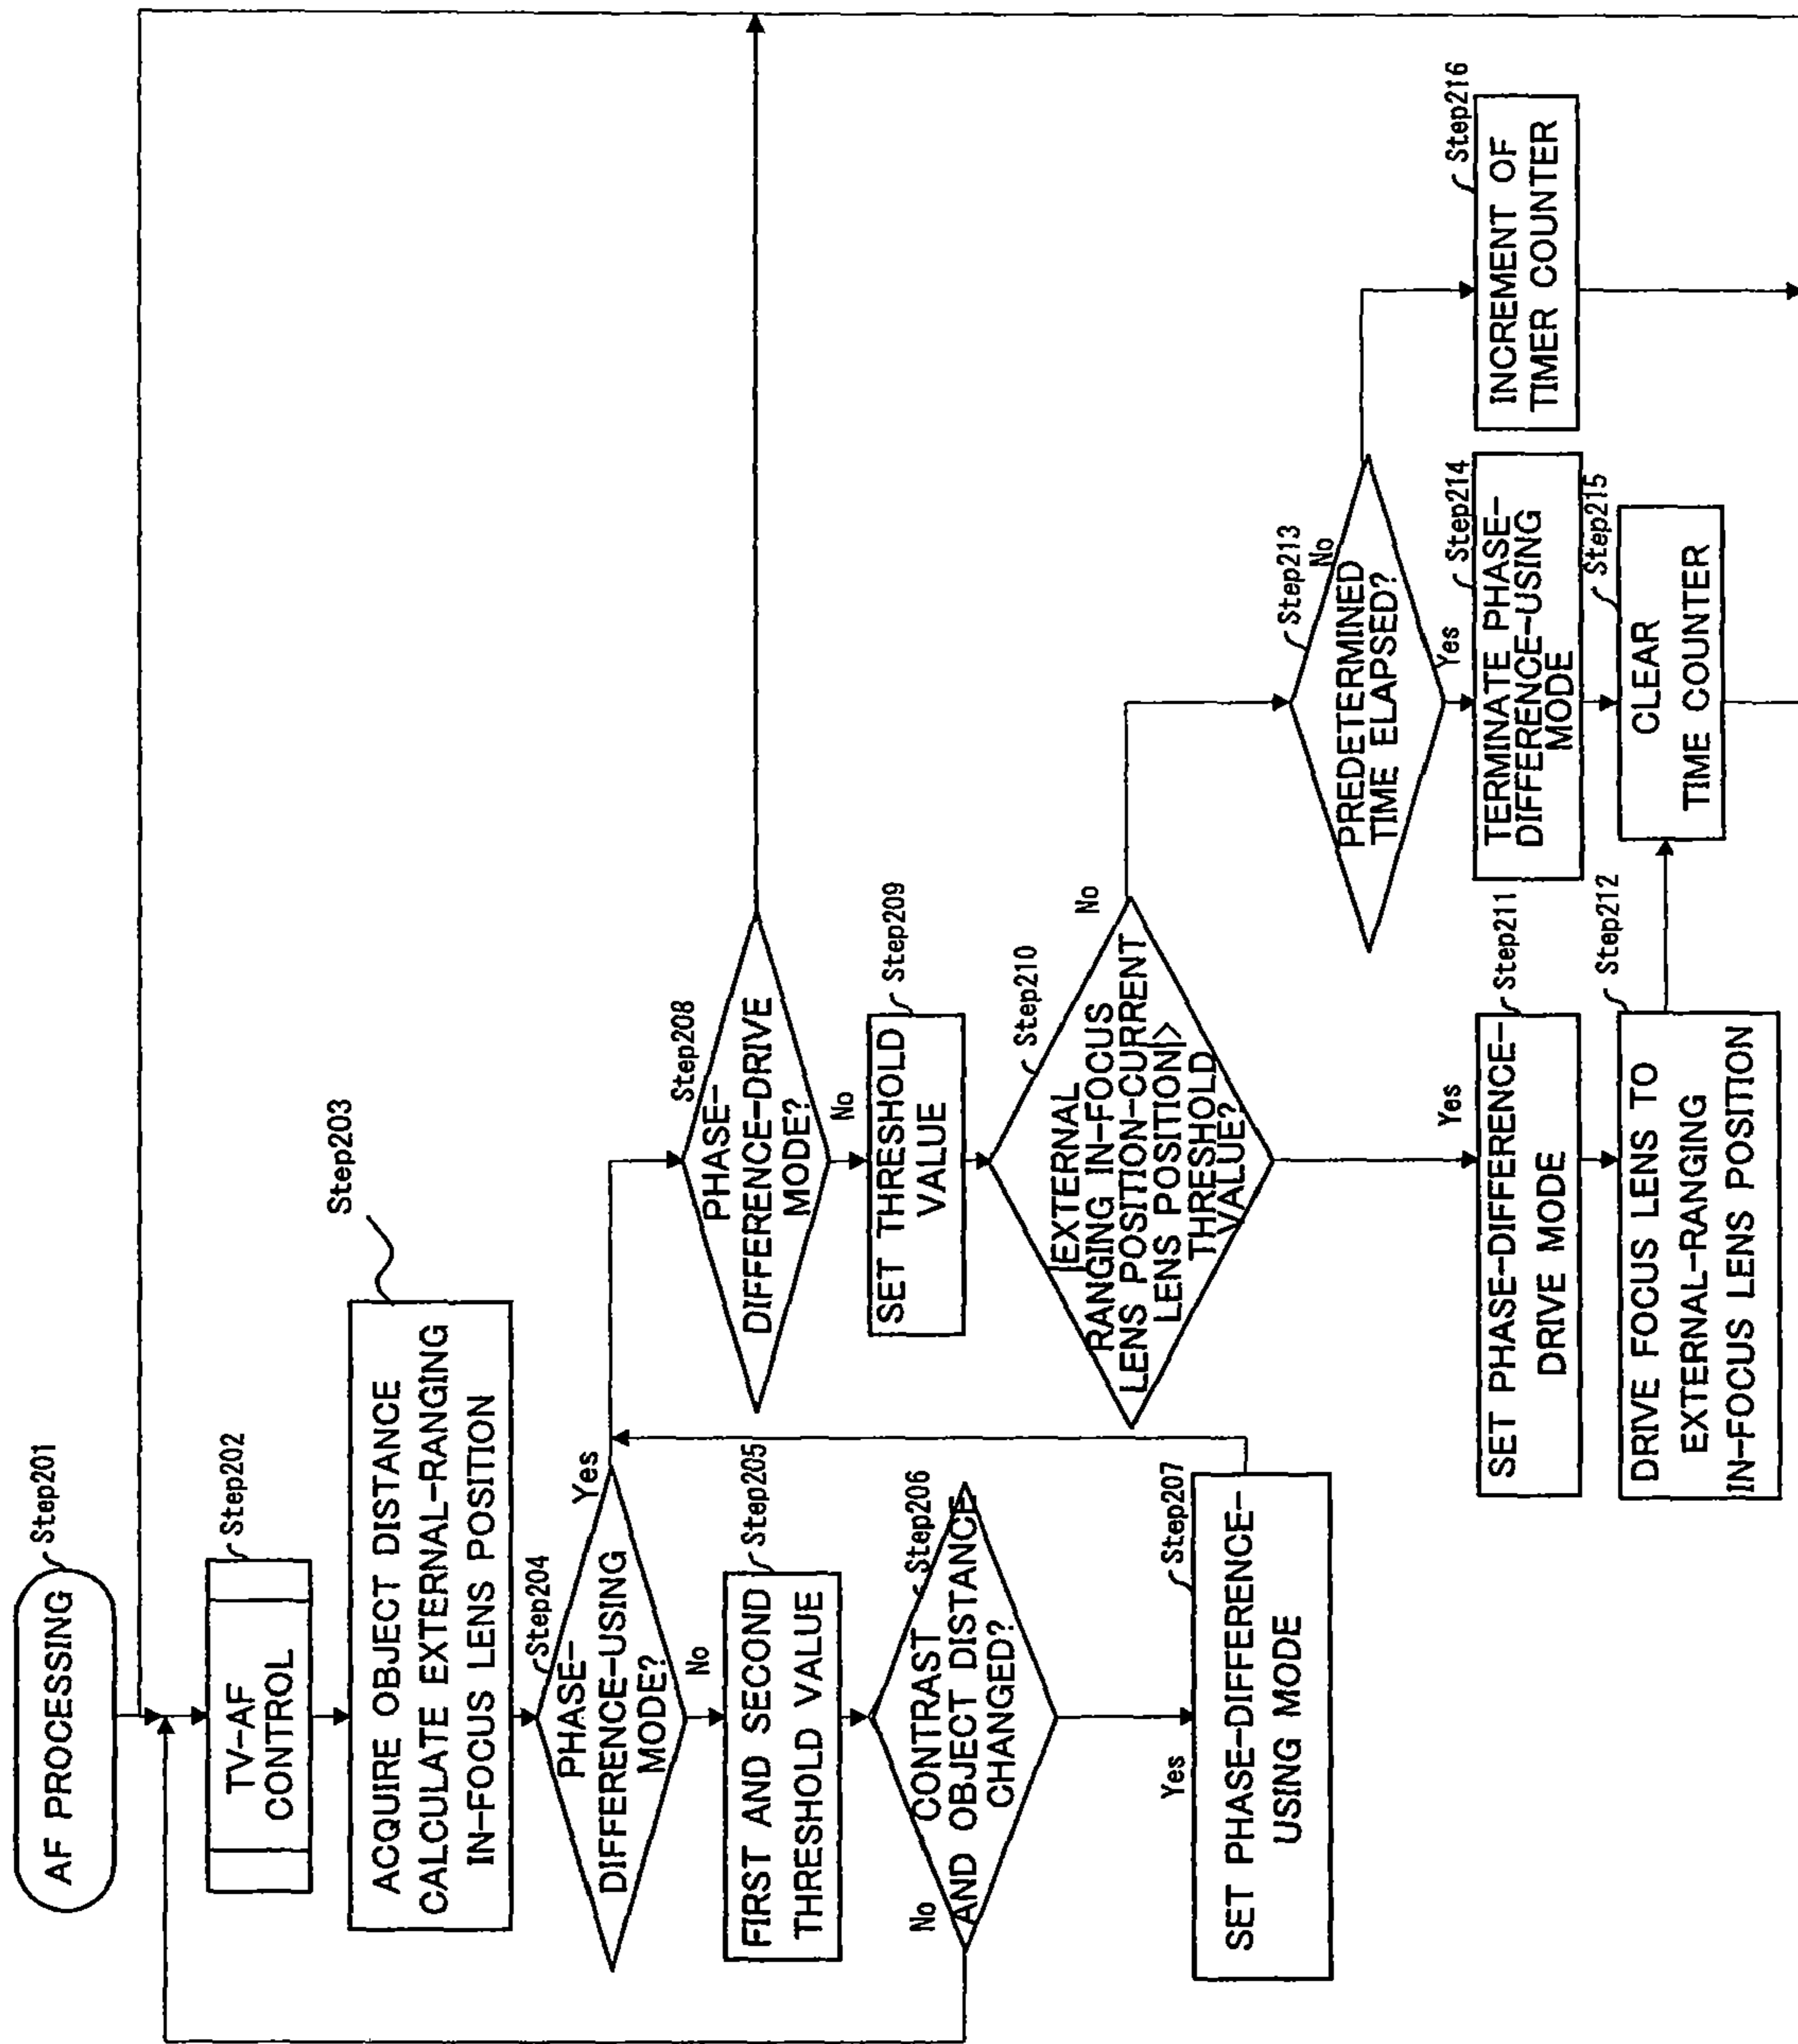 AF PROCESSING
Step201
TV-AF
CONTROL
Step202
ACQUIRE OBJECT DISTANCE
CALCULATE EXTERNAL-RANGING
IN-FOCUS LENS POSITION
Step203
PHASE-
DIFFERENCE-USING
MODE?
Step204
Yes
No
FIRST AND SECOND
THRESHOLD VALUE
Step205
CONTRAST
AND OBJECT DISTANCE
CHANGED?
Step206
No
Yes
SET PHASE-DIFFERENCE-
USING MODE
Step207
PHASE-
DIFFERENCE-DRIVE
MODE?
Step208
No
SET THRESHOLD
VALUE
Step209
|EXTERNAL
RANGING IN-FOCUS
LENS POSITION-CURRENT
LENS POSITION|>
THRESHOLD
VALUE?
Step210
No
Yes
SET PHASE-DIFFERENCE-
DRIVE MODE
Step211
DRIVE FOCUS LENS TO
EXTERNAL-RANGING
IN-FOCUS LENS POSITION
Step212
PREDETERMINED
TIME ELAPSED?
Step213
No
Yes
TERMINATE PHASE-
DIFFERENCE-USING
MODE
Step214
CLEAR
TIME COUNTER
Step215
INCREMENT OF
TIMER COUNTER
Step216